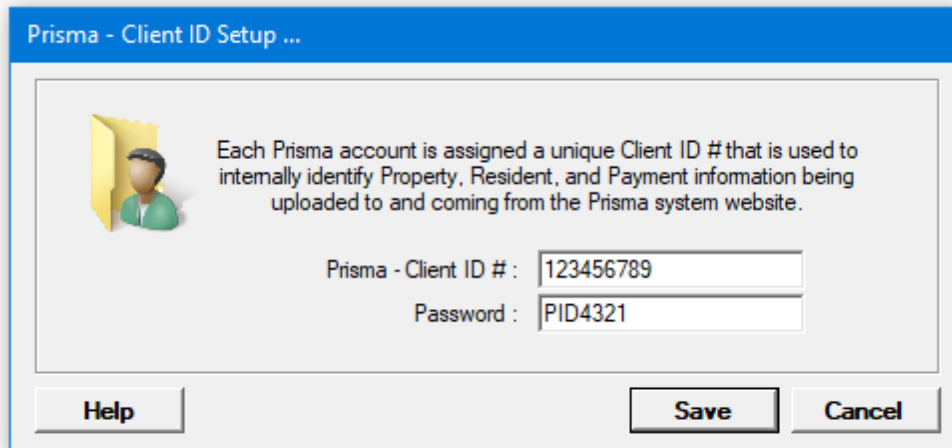 Prisma - Client ID Setup ...
Each Prisma account is assigned a unique Client ID # that is used to
internally identify Property, Resident, and Payment information being
uploaded to and coming from the Prisma system website.
Prisma - Client ID # : 123456789
Password : PID4321
Help Save Cancel